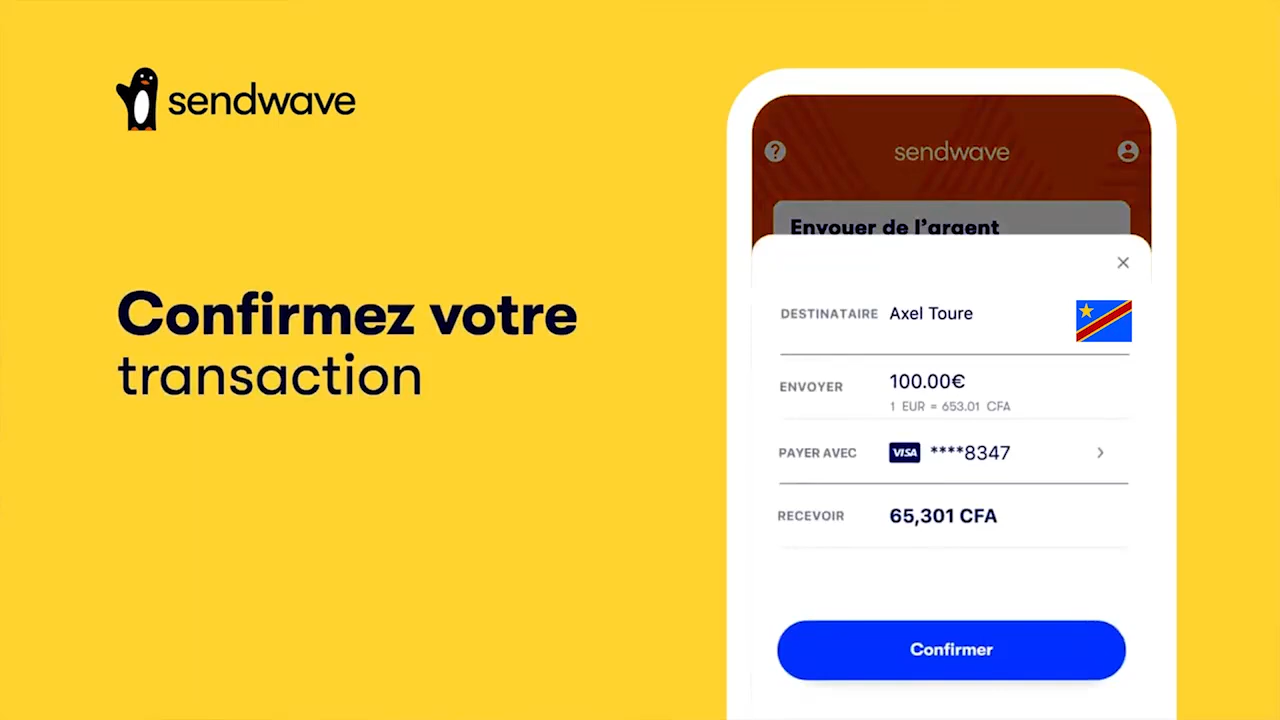 sendwave
Confirmez votre
transaction
?
sendwave
Envoyer de l'argent
DESTINATAIRE Axel Toure
ENVOYER 100.00€
1 EUR = 653.01 CFA
PAYER AVEC VISA ****8347
RECEVOIR 65,301 CFA
Confirmer